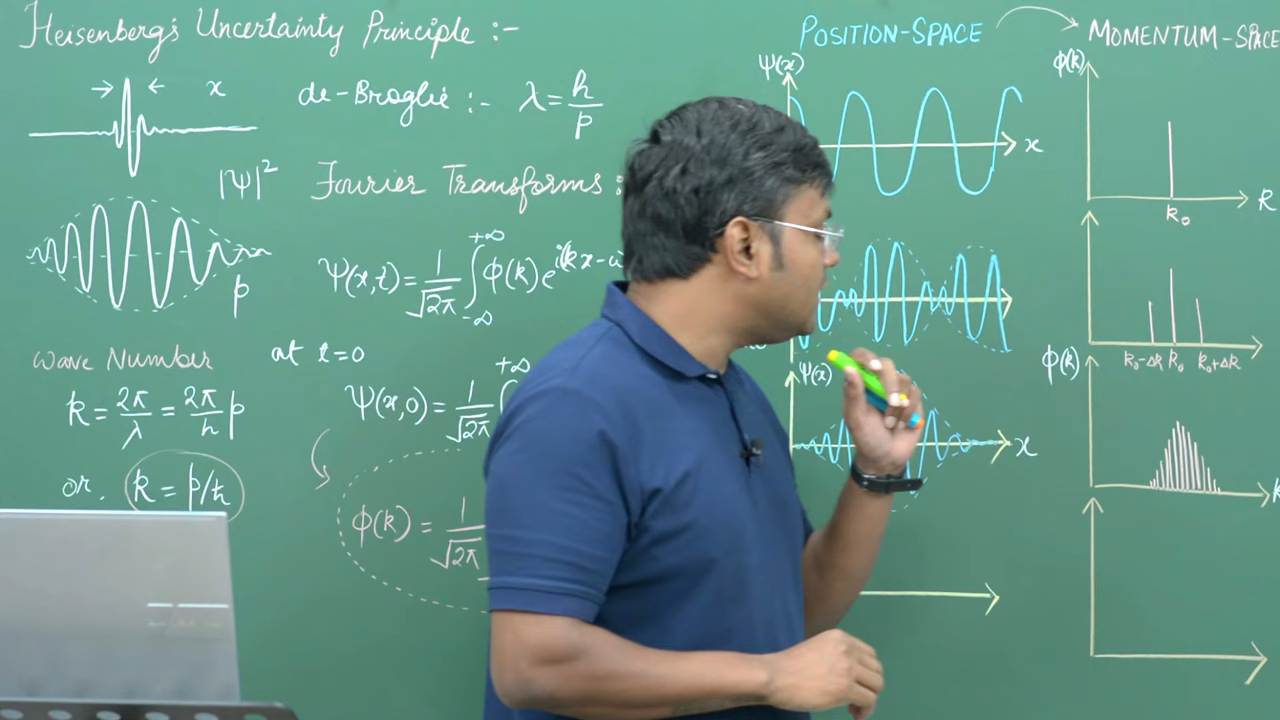 Heisenberg's Uncertainty Principle :-
x
|Ψ|²
p
Wave Number
k = 2π/λ = 2π/h p
or, k = p/ħ
de-Broglie :- λ = h/p
Fourier Transforms :
Ψ(x,t) = 1/√2π ∫_{-∞}^{+∞} φ(k) e^{i(kx-ω
at t=0
Ψ(x,0) = 1/√2π ∫^{+∞}
φ(k) = 1/√2π
POSITION-SPACE
MOMENTUM-SPACE
Ψ(x)
x
φ(k)
k₀
k
k₀-Δk k₀ k₀+Δk
Ψ(x)
x
φ(k)
k